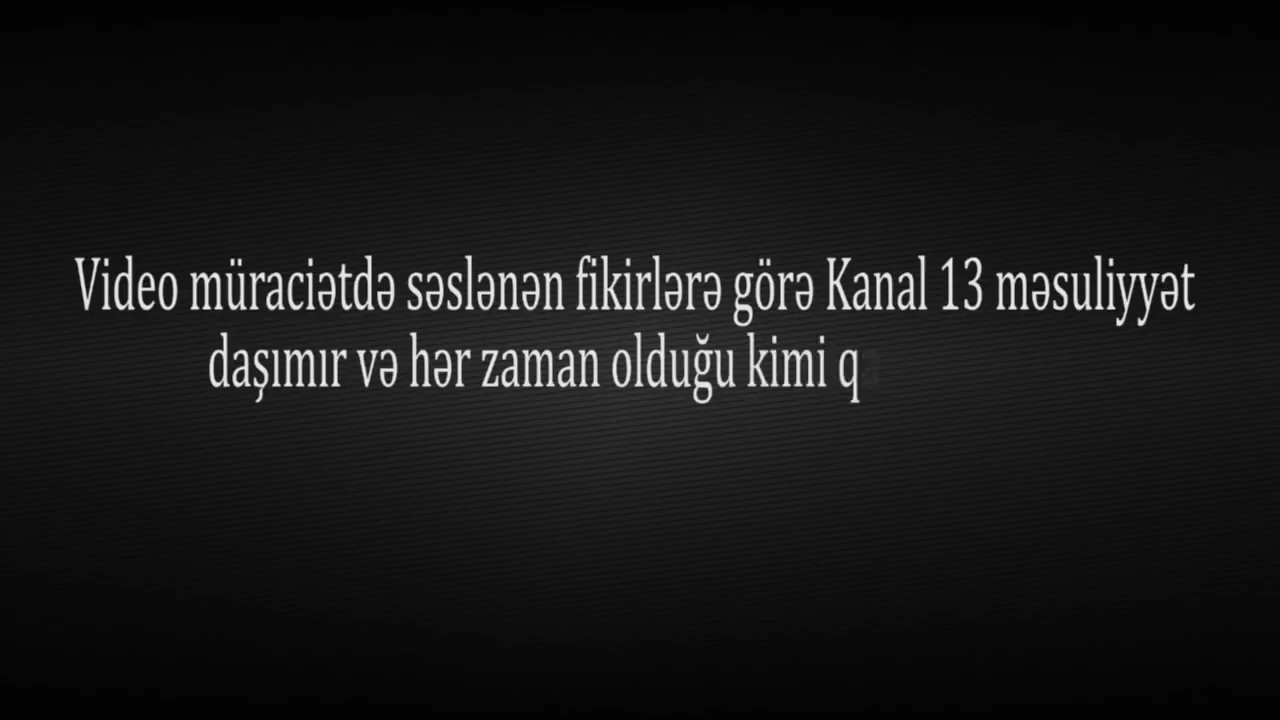 Video müraciətdə səslənən fikirlərə görə Kanal 13 məsuliyyət
daşımır və hər zaman olduğu kimi q